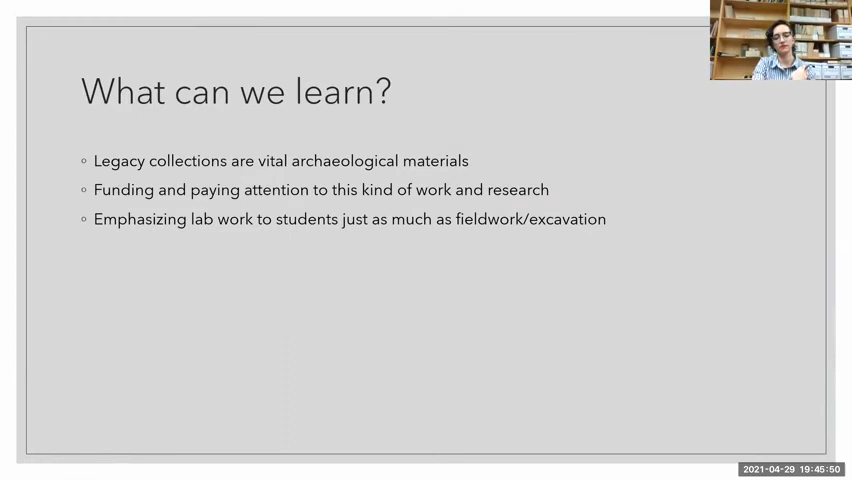 What can we learn?
Legacy collections are vital archaeological materials
Funding and paying attention to this kind of work and research
Emphasizing lab work to students just as much as fieldwork/excavation
2021-04-29 19:45:50